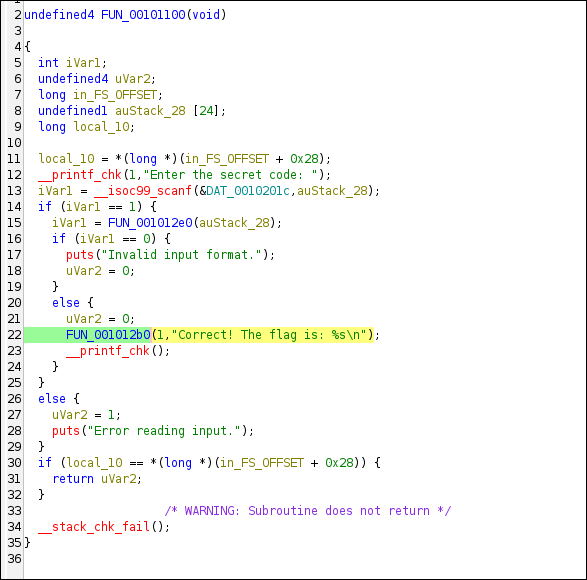 2 undefined4 FUN_00101100(void)
3
4 {
5   int iVar1;
6   undefined4 uVar2;
7   long in_FS_OFFSET;
8   undefined1 auStack_28 [24];
9   long local_10;
10
11   local_10 = *(long *)(in_FS_OFFSET + 0x28);
12   __printf_chk(1,"Enter the secret code: ");
13   iVar1 = __isoc99_scanf(&DAT_0010201c,auStack_28);
14   if (iVar1 == 1) {
15     iVar1 = FUN_001012e0(auStack_28);
16     if (iVar1 == 0) {
17       puts("Invalid input format.");
18       uVar2 = 0;
19     }
20     else {
21       uVar2 = 0;
22       FUN_001012b0(1,"Correct! The flag is: %s\n");
23       __printf_chk();
24     }
25   }
26   else {
27     uVar2 = 1;
28     puts("Error reading input.");
29   }
30   if (local_10 == *(long *)(in_FS_OFFSET + 0x28)) {
31     return uVar2;
32   }
33                     /* WARNING: Subroutine does not return */
34   __stack_chk_fail();
35 }
36